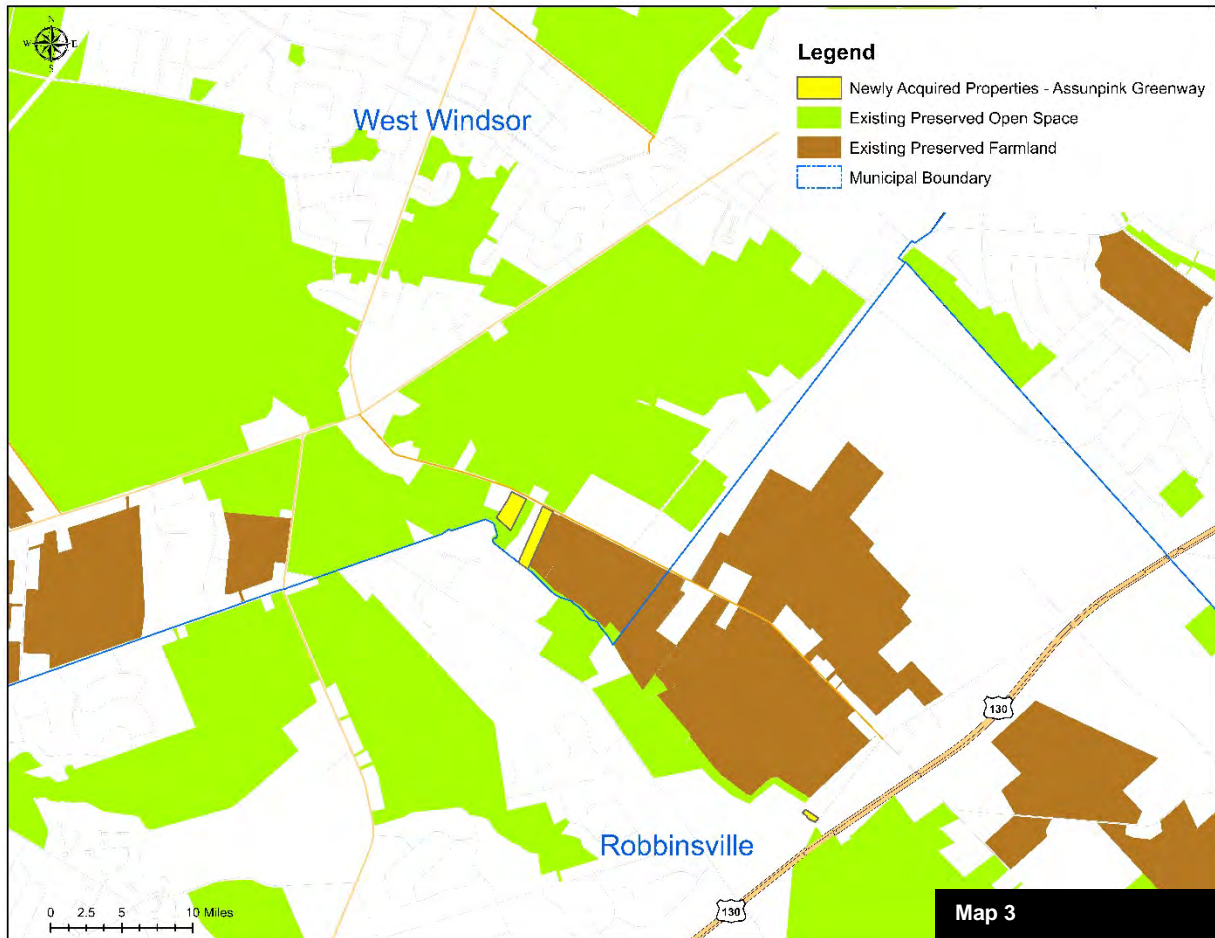 N
W E
S
West Windsor
Legend
Newly Acquired Properties - Assunpink Greenway
Existing Preserved Open Space
Existing Preserved Farmland
Municipal Boundary
130
Robbinsville
130
0 2.5 5 10 Miles
Map 3